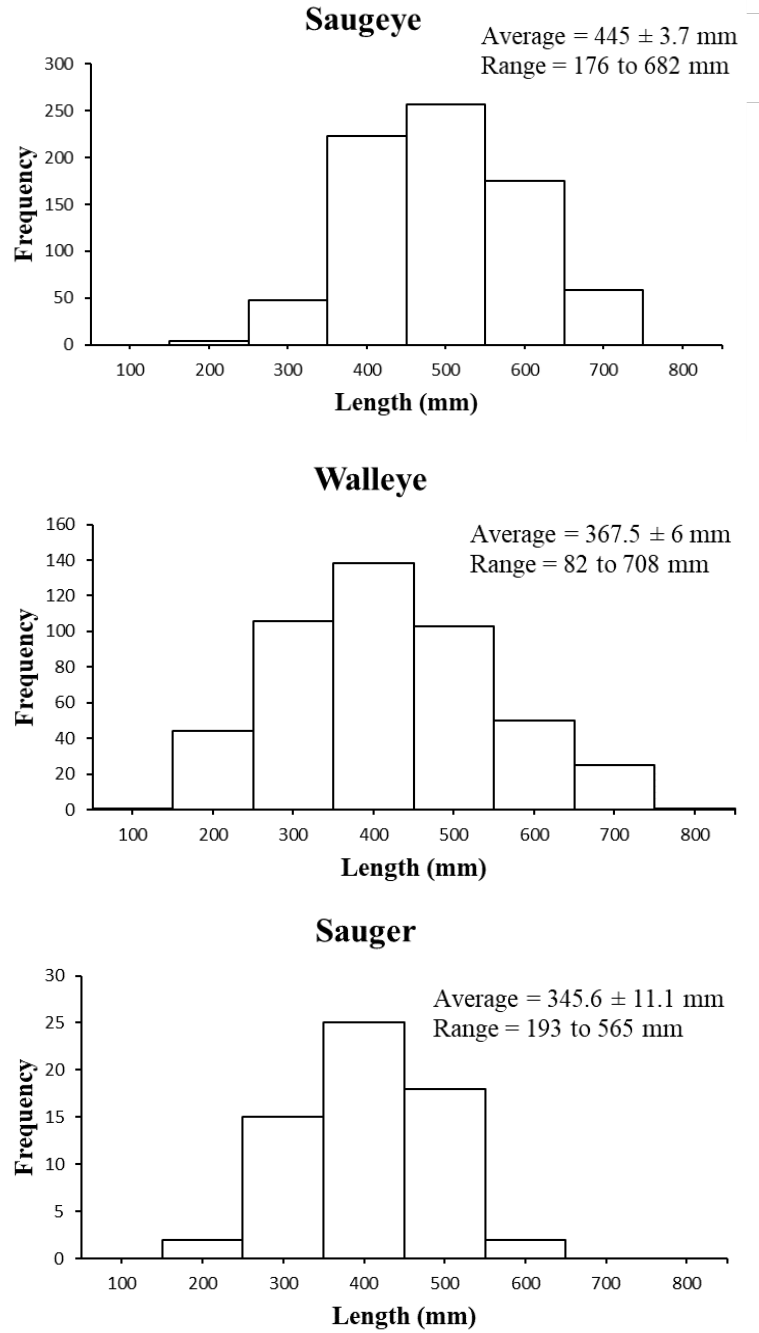 Saugeye
Average = 445 ± 3.7 mm
Range = 176 to 682 mm
300
250
200
150
100
50
0
Frequency
100 200 300 400 500 600 700 800
Length (mm)
Walleye
Average = 367.5 ± 6 mm
Range = 82 to 708 mm
160
140
120
100
80
60
40
20
0
Frequency
100 200 300 400 500 600 700 800
Length (mm)
Sauger
Average = 345.6 ± 11.1 mm
Range = 193 to 565 mm
30
25
20
15
10
5
0
Frequency
100 200 300 400 500 600 700 800
Length (mm)